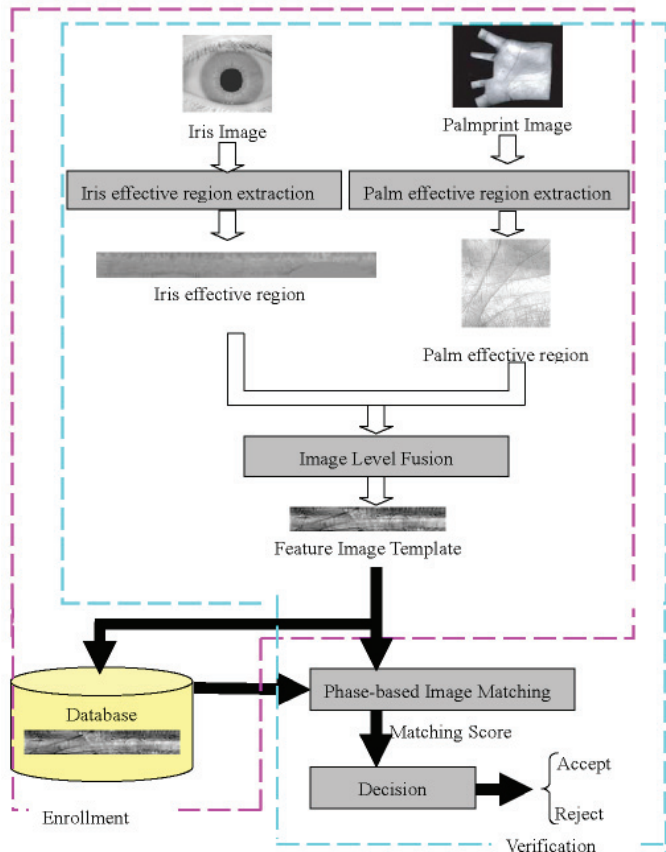 Iris Image
Palmprint Image
Iris effective region extraction
Palm effective region extraction
Iris effective region
Palm effective region
Image Level Fusion
Feature Image Template
Database
Phase-based Image Matching
Matching Score
Decision
Accept
Reject
Enrollment
Verification